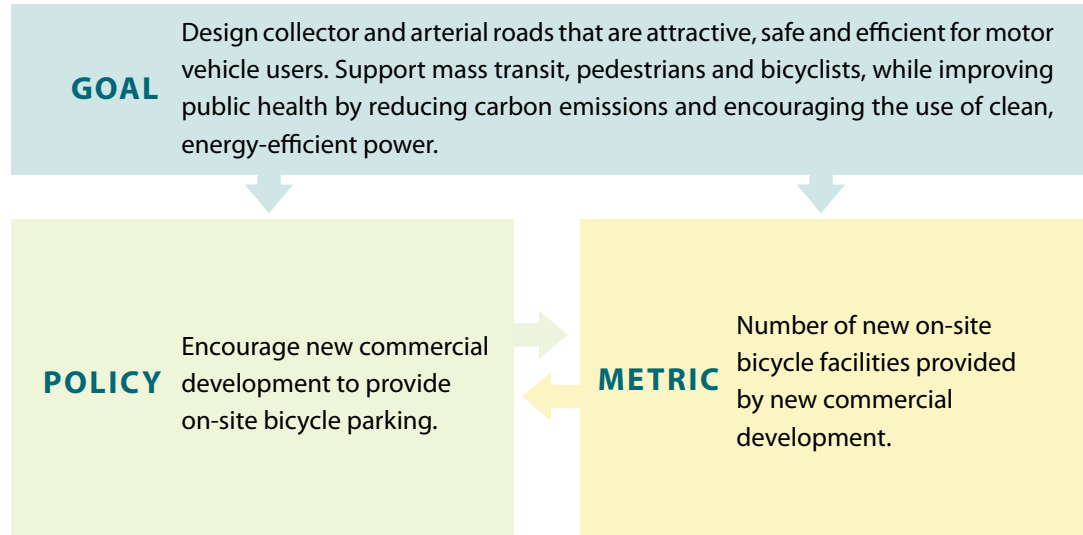 GOAL
Design collector and arterial roads that are attractive, safe and efficient for motor
vehicle users. Support mass transit, pedestrians and bicyclists, while improving
public health by reducing carbon emissions and encouraging the use of clean,
energy-efficient power.
POLICY
Encourage new commercial
development to provide
on-site bicycle parking.
METRIC
Number of new on-site
bicycle facilities provided
by new commercial
development.